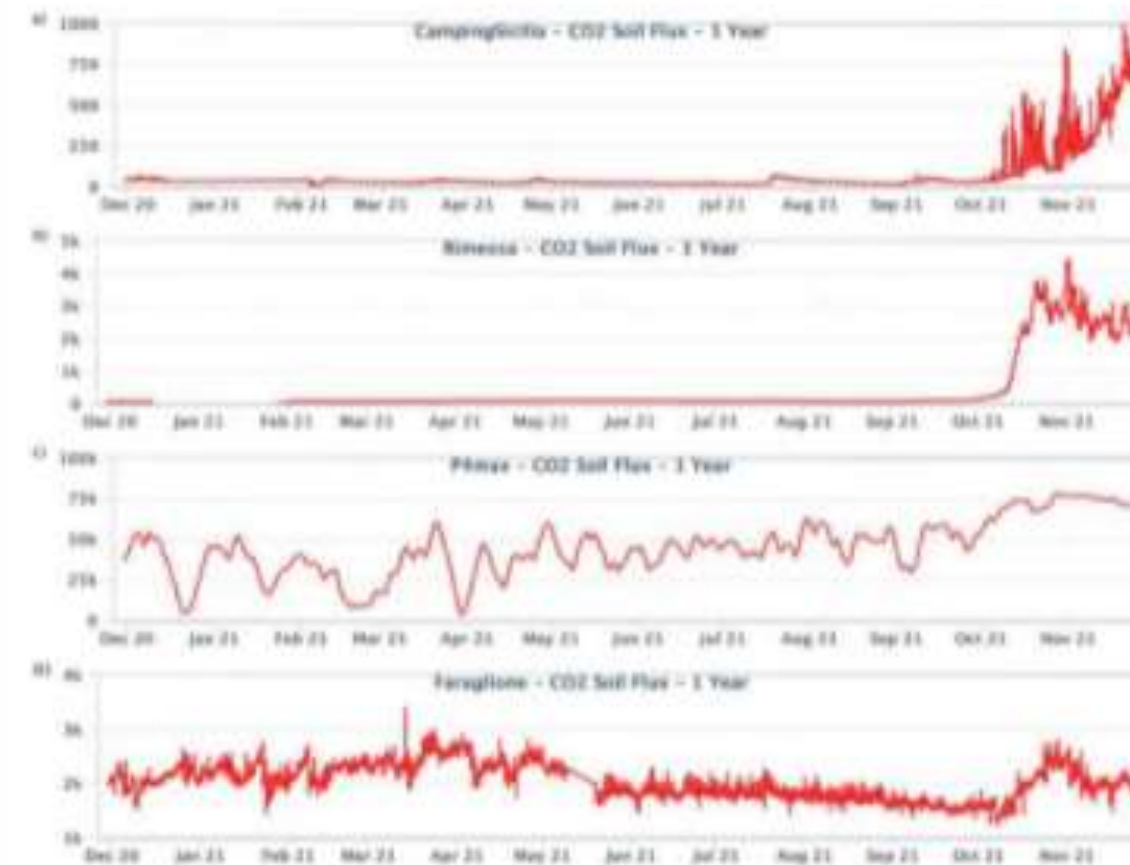 a)
CampingSicilia - CO2 Soil Flux - 1 Year
100k
75k
50k
25k
0
Dec 20 Jan 21 Feb 21 Mar 21 Apr 21 May 21 Jun 21 Jul 21 Aug 21 Sep 21 Oct 21 Nov 21
b)
Rimessa - CO2 Soil Flux - 1 Year
5k
4k
3k
2k
1k
0
Dec 20 Jan 21 Feb 21 Mar 21 Apr 21 May 21 Jun 21 Jul 21 Aug 21 Sep 21 Oct 21 Nov 21
c)
P4max - CO2 Soil Flux - 1 Year
100k
75k
50k
25k
0
Dec 20 Jan 21 Feb 21 Mar 21 Apr 21 May 21 Jun 21 Jul 21 Aug 21 Sep 21 Oct 21 Nov 21
Faraglione - CO2 Soil Flux - 1 Year
4k
3k
2k
Dec 20 Jan 21 Feb 21 Mar 21 Apr 21 May 21 Jun 21 Jul 21 Aug 21 Sep 21 Oct 21 Nov 21